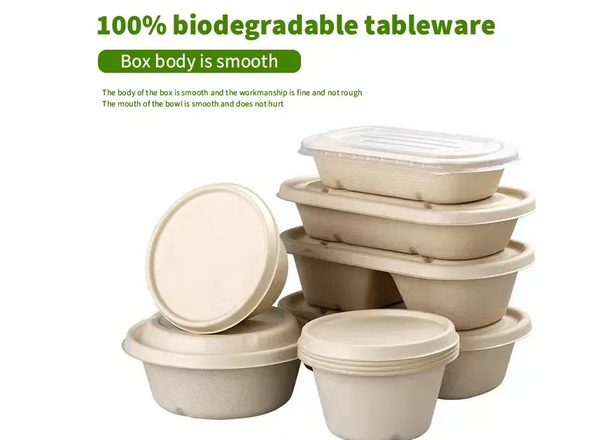 100% biodegradable tableware
Box body is smooth
The body of the box is smooth and the workmanship is fine and not rough
The mouth of the bowl is smooth and does not hurt